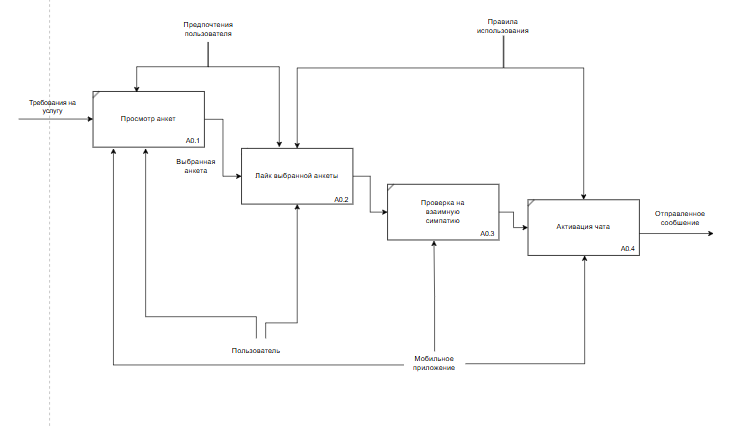 Предпочтения
пользователя
Правила
использования
Требования на
услугу
Просмотр анкет
A0.1
Выбранная
анкета
Лайк выбранной анкеты
A0.2
Проверка на
взаимную
симпатию
A0.3
Активация чата
A0.4
Отправленное
сообшение
Пользователь
Мобильное
приложение